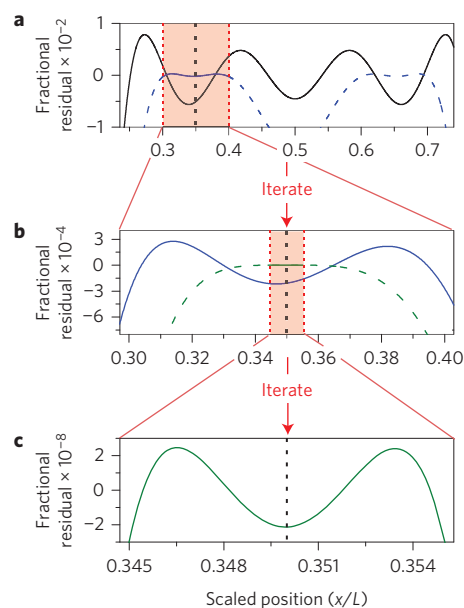 a
Fractional
residual × 10⁻²
1
0
−1
0.3 0.4 0.5 0.6 0.7
Iterate
b
Fractional
residual × 10⁻⁴
3
0
−3
−6
0.30 0.32 0.34 0.36 0.38 0.40
Iterate
c
Fractional
residual × 10⁻⁸
2
0
−2
0.345 0.348 0.351 0.354
Scaled position (x/L)